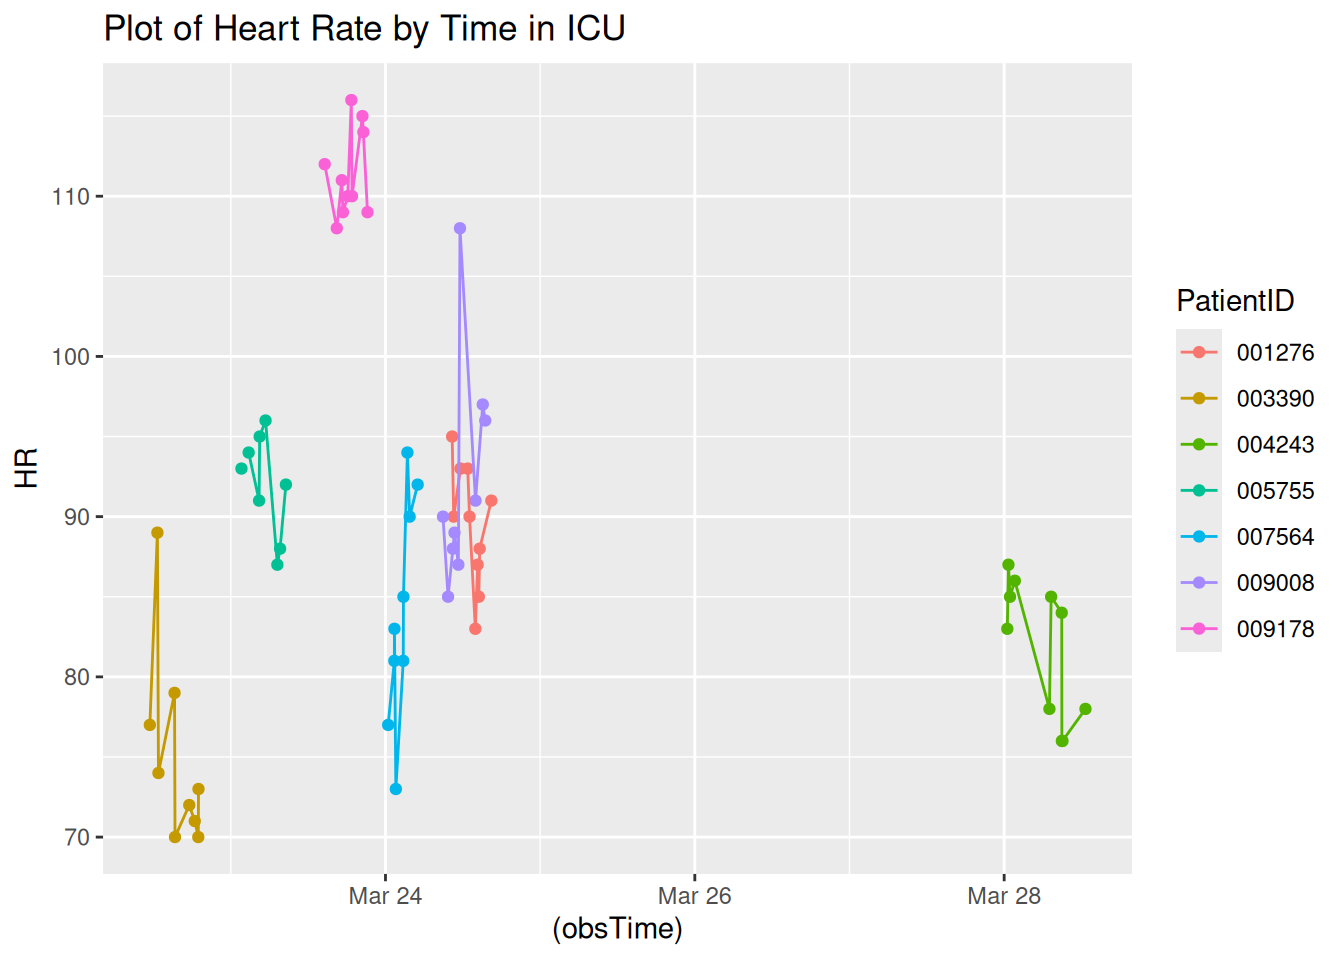 Plot of Heart Rate by Time in ICU
HR
110
100
90
80
70
Mar 24
Mar 26
Mar 28
(obsTime)
PatientID
001276
003390
004243
005755
007564
009008
009178